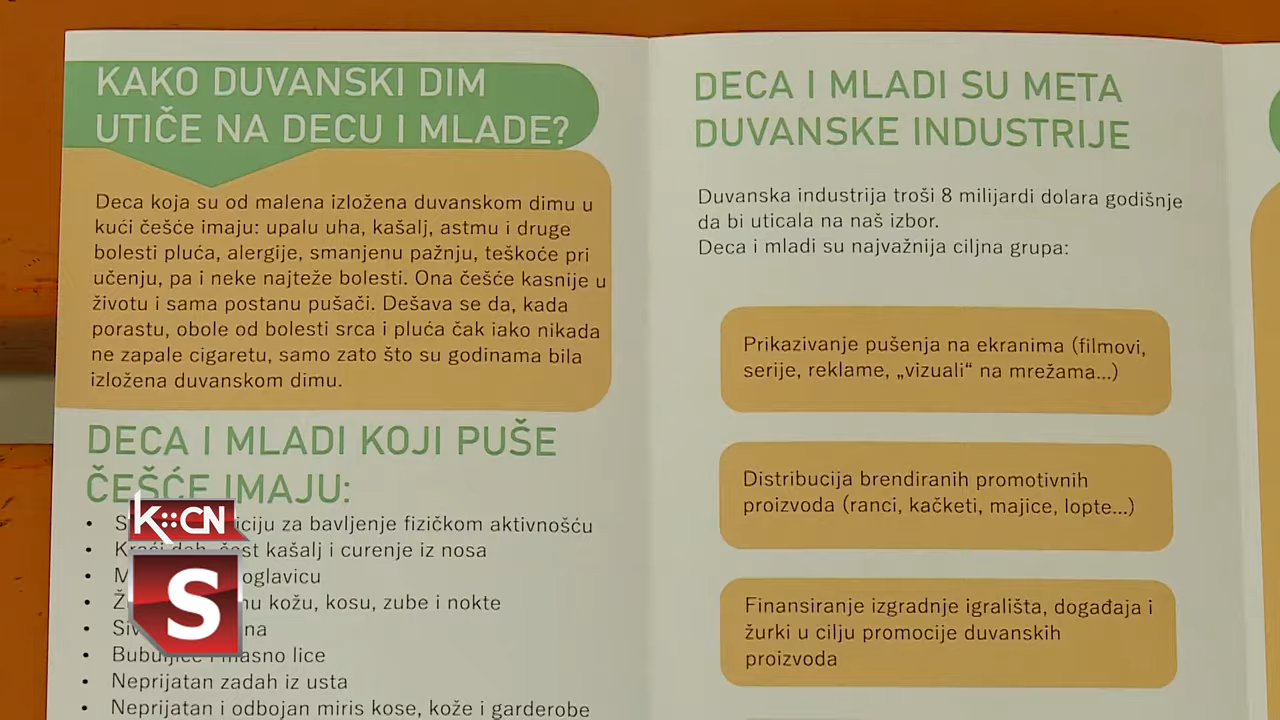 KAKO DUVANSKI DIM
UTIČE NA DECU I MLADE?
Deca koja su od malena izložena duvanskom dimu u
kući češće imaju: upalu uha, kašalj, astmu i druge
bolesti pluća, alergije, smanjenu pažnju, teškoće pri
učenju, pa i neke najteže bolesti. Ona češće kasnije u
životu i sama postanu pušači. Dešava se da, kada
porastu, obole od bolesti srca i pluća čak iako nikada
ne zapale cigaretu, samo zato što su godinama bila
izložena duvanskom dimu.
DECA I MLADI KOJI PUŠE
ČEŠĆE IMAJU:
• za bavljenje fizičkom aktivnošću
• Kraći dah, čest kašalj i curenje iz nosa
•
• kožu, kosu, zube i nokte
•
• Bubuljice i masno lice
• Neprijatan zadah iz usta
• Neprijatan i odbojan miris kose, kože i garderobe
K::CN
S
DECA I MLADI SU META
DUVANSKE INDUSTRIJE
Duvanska industrija troši 8 milijardi dolara godišnje
da bi uticala na naš izbor.
Deca i mladi su najvažnija ciljna grupa:
Prikazivanje pušenja na ekranima (filmovi,
serije, reklame, „vizuali“ na mrežama...)
Distribucija brendiranih promotivnih
proizvoda (ranci, kačketi, majice, lopte...)
Finansiranje izgradnje igrališta, događaja i
žurki u cilju promocije duvanskih
proizvoda